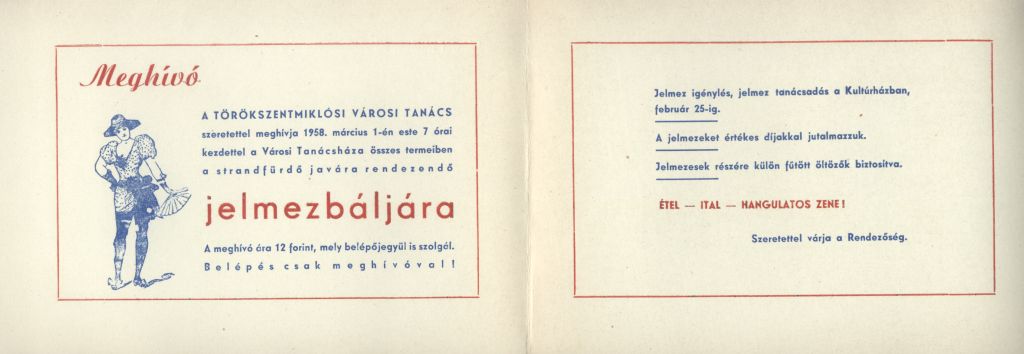 Meghívó
A TÖRÖKSZENTMIKLÓSI VÁROSI TANÁCS
szeretettel meghívja 1958. március 1-én este 7 órai
kezdettel a Városi Tanácsháza összes termeiben
a strandfürdő javára rendezendő
jelmezbáljára
A meghívó ára 12 forint, mely belépőjegyül is szolgál.
Belépés csak meghívóval!
Jelmez igénylés, jelmez tanácsadás a Kultúrházban,
február 25-ig.
A jelmezeket értékes díjakkal jutalmazzuk.
Jelmezesek részére külön fűtött öltözők biztosítva.
ÉTEL — ITAL — HANGULATOS ZENE!
Szeretettel várja a Rendezőség.